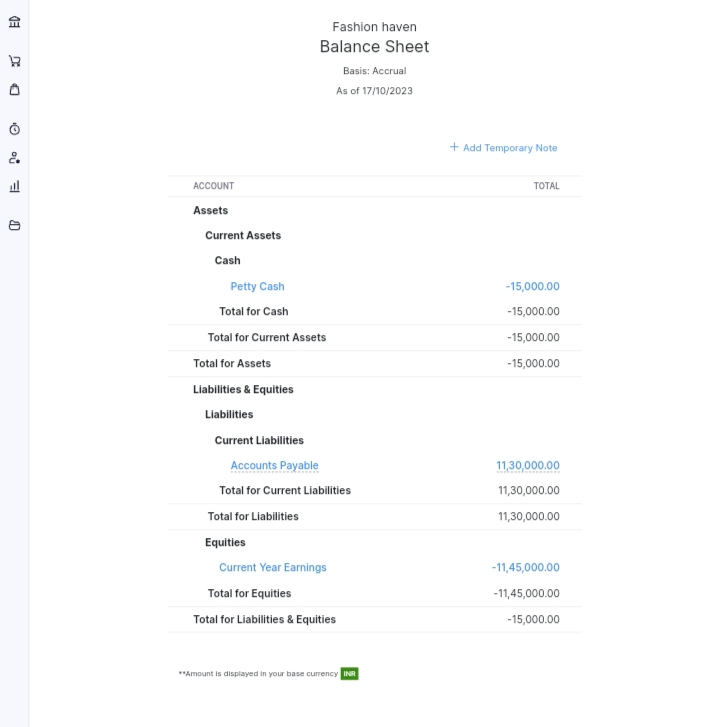 Fashion haven
Balance Sheet
Basis: Accrual
As of 17/10/2023
+ Add Temporary Note
ACCOUNT TOTAL
Assets
Current Assets
Cash
Petty Cash -15,000.00
Total for Cash -15,000.00
Total for Current Assets -15,000.00
Total for Assets -15,000.00
Liabilities & Equities
Liabilities
Current Liabilities
Accounts Payable 11,30,000.00
Total for Current Liabilities 11,30,000.00
Total for Liabilities 11,30,000.00
Equities
Current Year Earnings -11,45,000.00
Total for Equities -11,45,000.00
Total for Liabilities & Equities -15,000.00
**Amount is displayed in your base currency INR